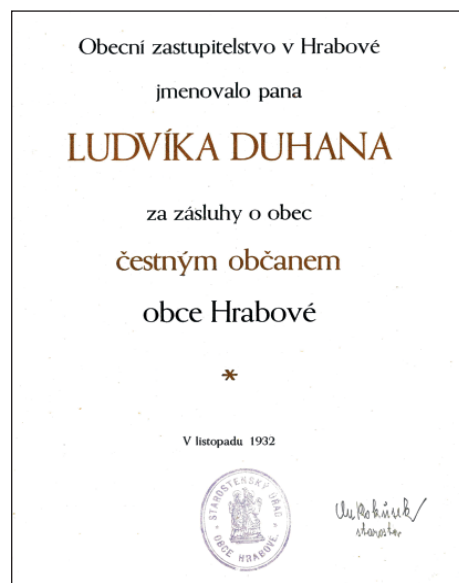 Obecní zastupitelstvo v Hrabové
jmenovalo pana
LUDVÍKA DUHANA
za zásluhy o obec
čestným občanem
obce Hrabové
*
V listopadu 1932
STAROSTENSKÝ ÚŘAD
OBCE HRABOVÉ.
starosta